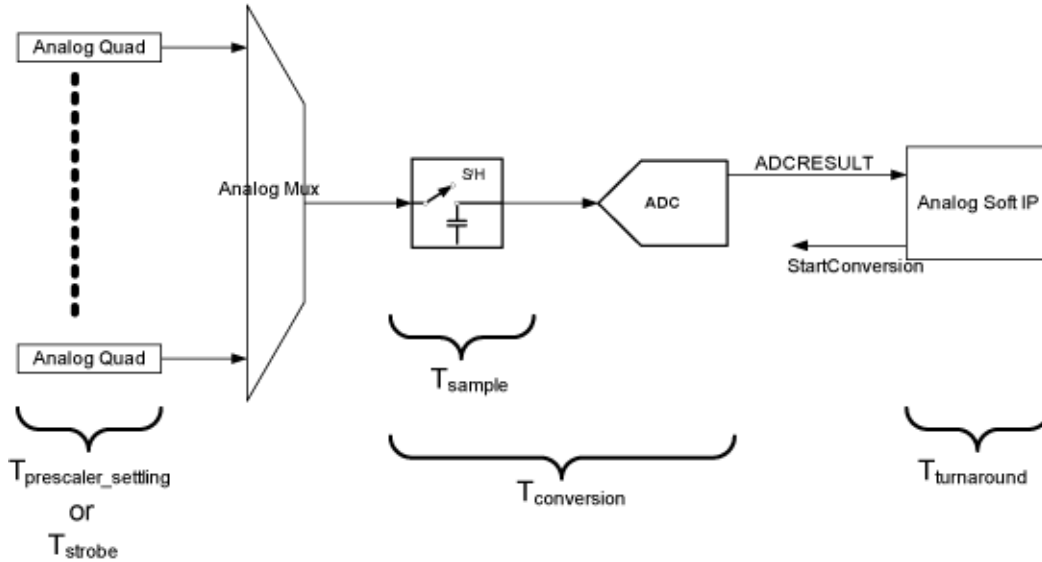 Analog Quad
Analog Mux
S/H
ADC
ADCRESULT
Analog Soft IP
StartConversion
Analog Quad
Tsample
Tprescaler_settling
or
Tstrobe
Tconversion
Tturnaround